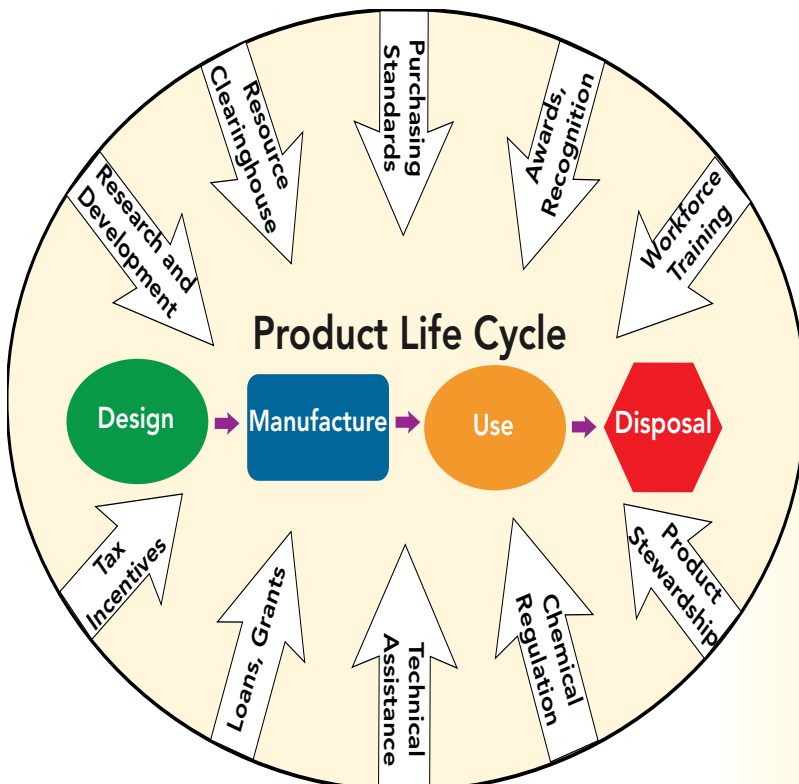 Research and
Development
Resource
Clearinghouse
Purchasing
Standards
Awards,
Recognition
Workforce
Training
Product Life Cycle
Design
Manufacture
Use
Disposal
Tax
Incentives
Loans, Grants
Technical
Assistance
Chemical
Regulation
Product
Stewardship